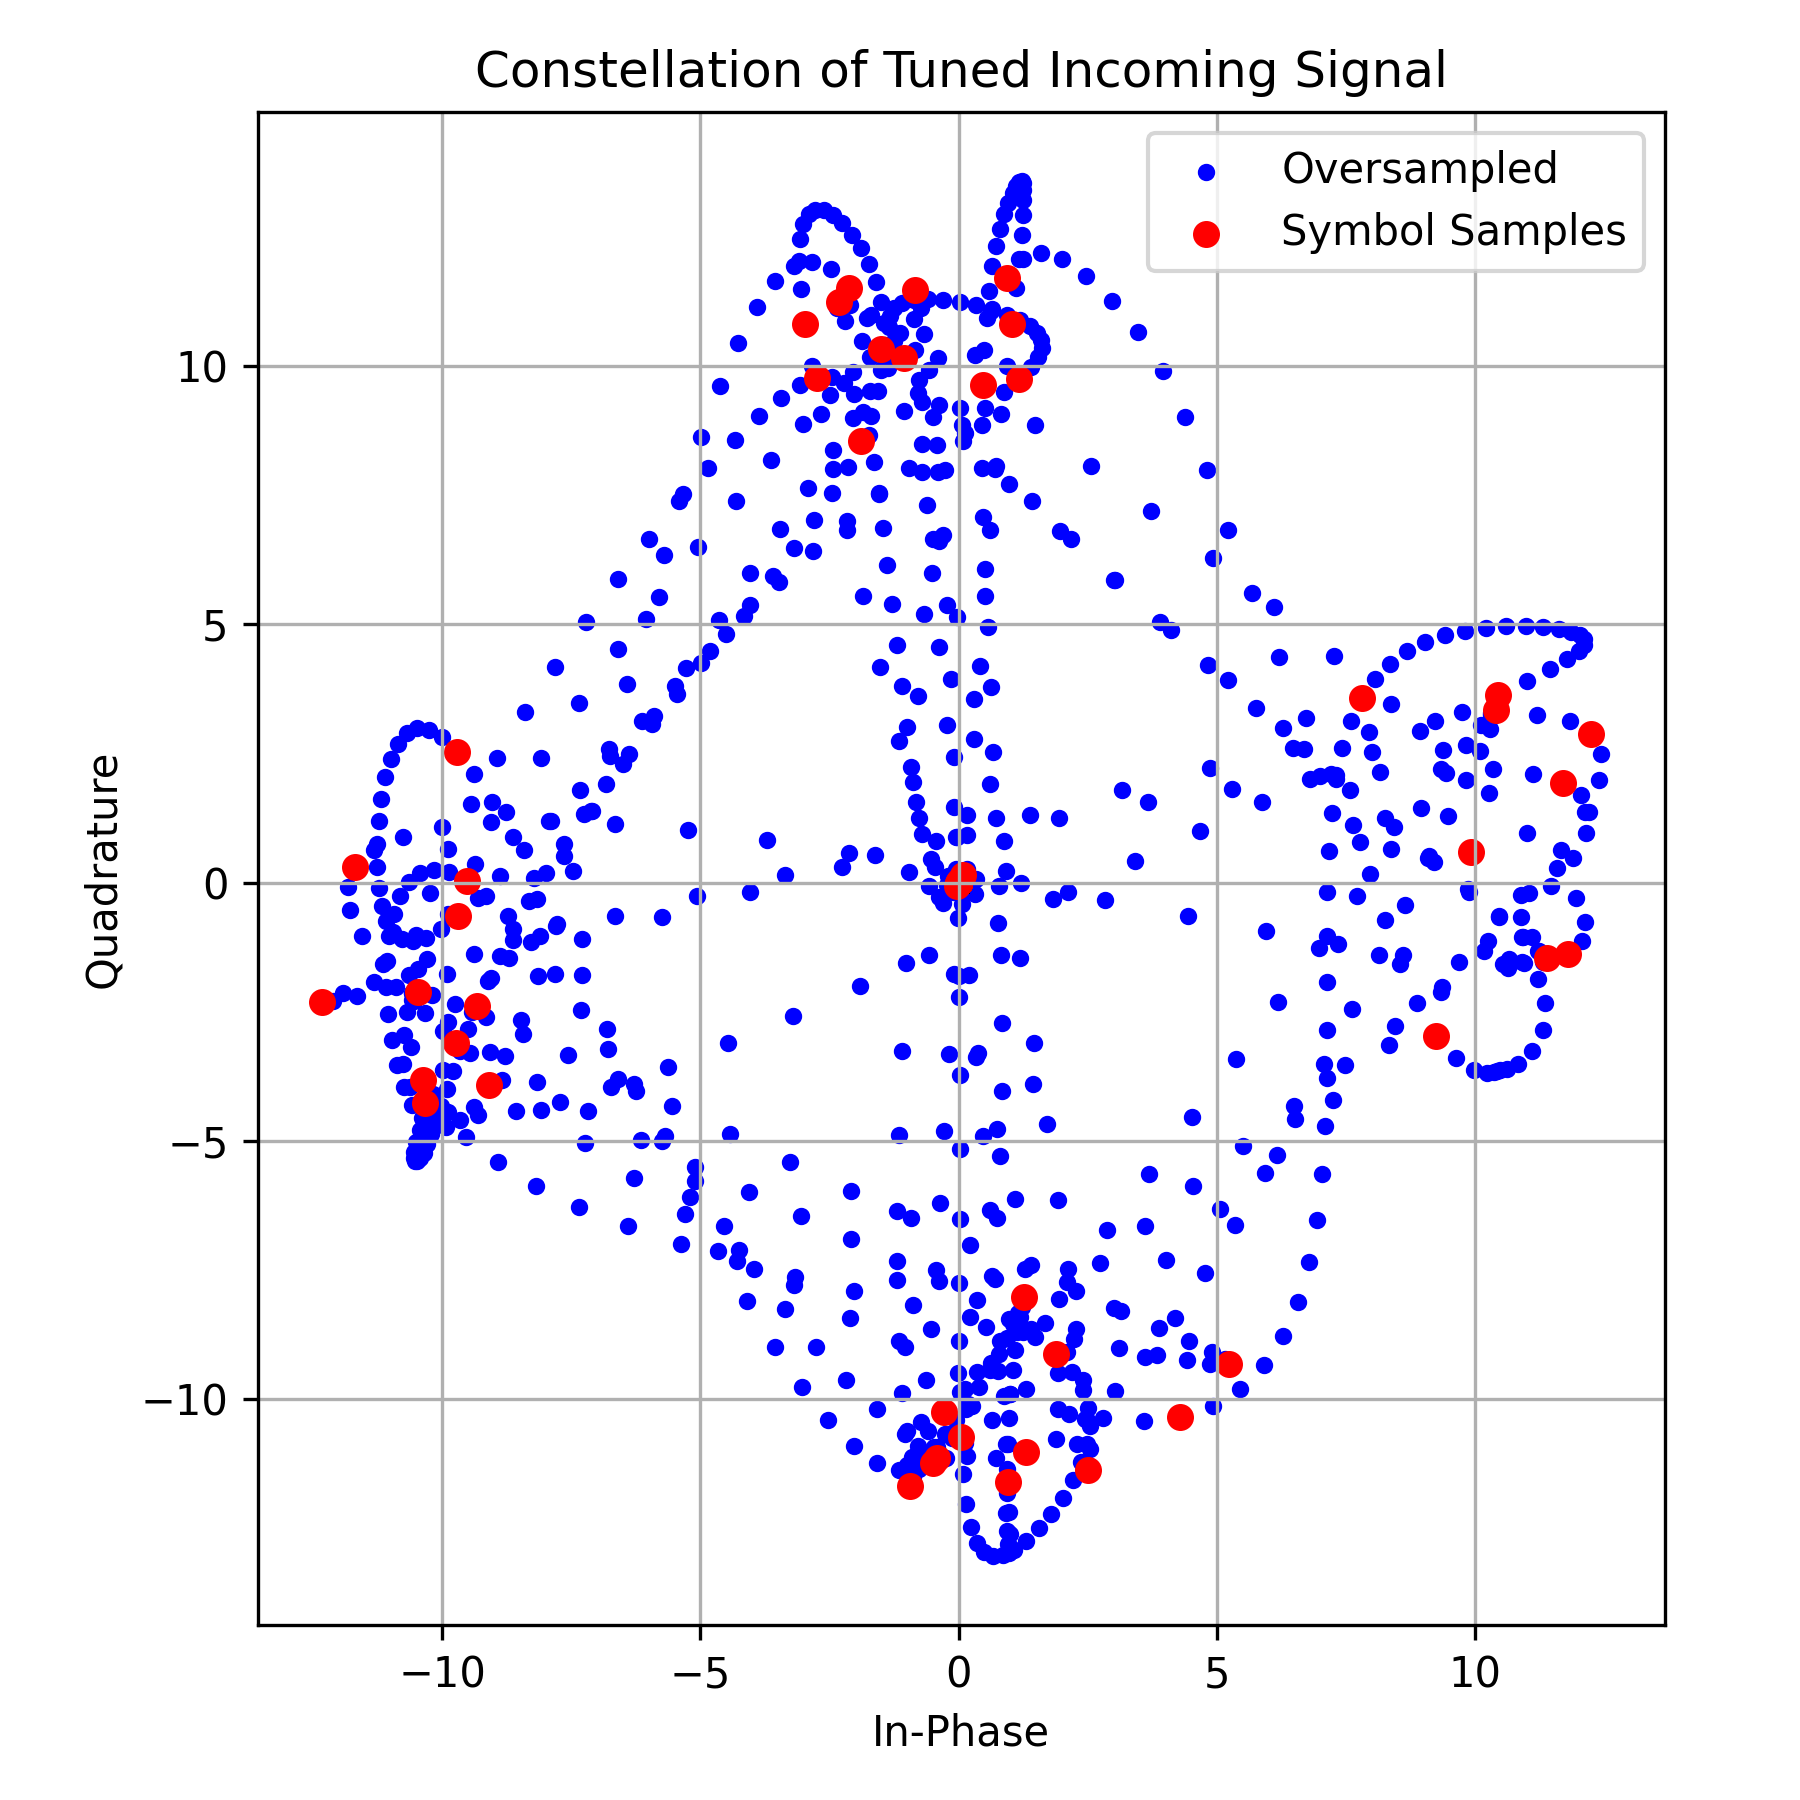 Constellation of Tuned Incoming Signal
Oversampled
Symbol Samples
10
5
0
−5
−10
Quadrature
−10
−5
0
5
10
In-Phase